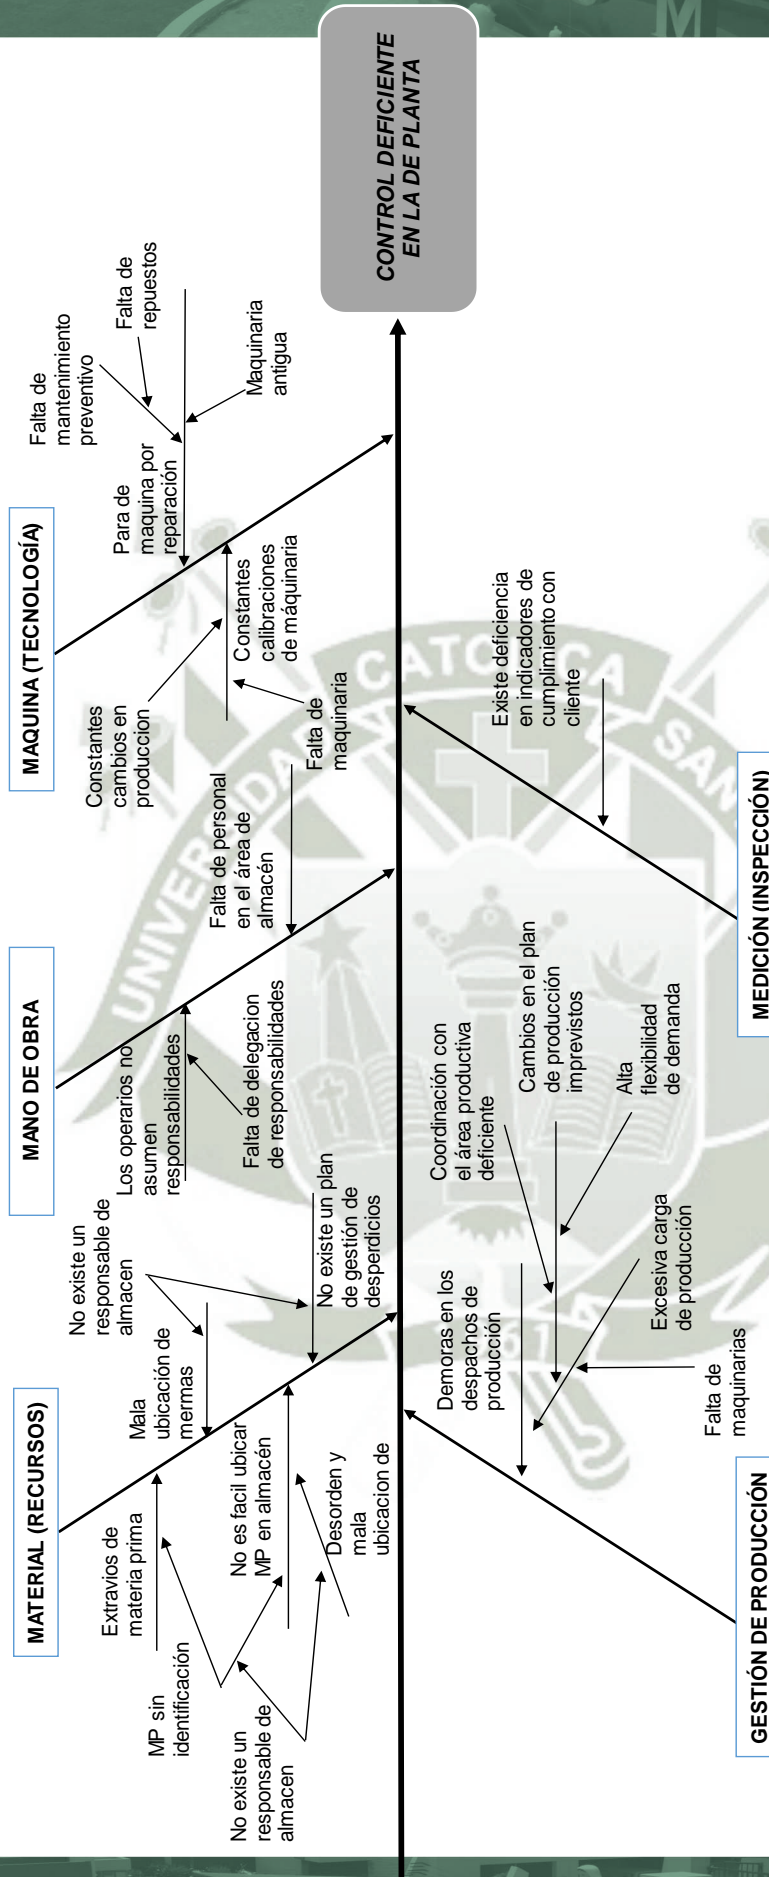 CONTROL DEFICIENTE
EN LA DE PLANTA
MATERIAL (RECURSOS)
Extravios de
materia prima
MP sin
identificación
No existe un
responsable de
almacen
No es facil ubicar
MP en almacén
Desorden y
mala
ubicacion de
Mala
ubicación de
mermas
No existe un
responsable de
almacen
No existe un plan
de gestión de
desperdicios
MANO DE OBRA
Los operarios no
asumen
responsabilidades
Falta de delegacion
de responsabilidades
Falta de personal
en el área de
almacén
MAQUINA (TECNOLOGÍA)
Constantes
cambios en
produccion
Constantes
calibraciones
de máquinaria
Falta de
maquinaria
Para de
maquina por
reparación
Falta de
mantenimiento
preventivo
Falta de
repuestos
Maquinaria
antigua
GESTIÓN DE PRODUCCIÓN
Demoras en los
despachos de
producción
Coordinación con
el área productiva
deficiente
Cambios en el plan
de producción
imprevistos
Alta
flexibilidad
de demanda
Excesiva carga
de producción
Falta de
maquinarias
MEDICIÓN (INSPECCIÓN)
Existe deficiencia
en indicadores de
cumplimiento con
cliente
UNIVERSIDAD
CATOLICA
SAN
1961
M